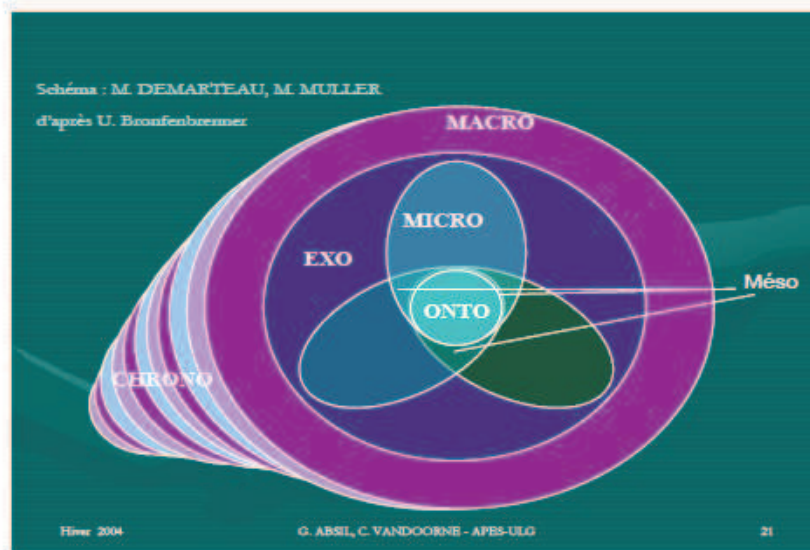 Schéma : M. DEMARTEAU, M. MULLER
d'après U. Bronfenbrenner
MACRO
MICRO
EXO
Méso
ONTO
CHRONO
Hiver 2004
G. ABSIL, C. VANDOORNE - APES-ULG
21